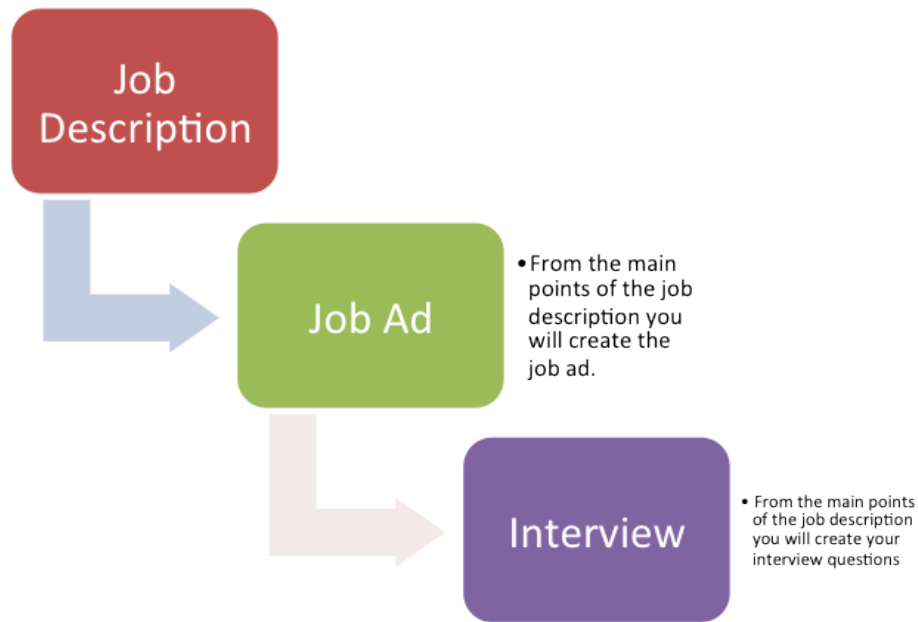 Job
Description
Job Ad
•From the main
points of the job
description you
will create the
job ad.
Interview
• From the main points
of the job description
you will create your
interview questions